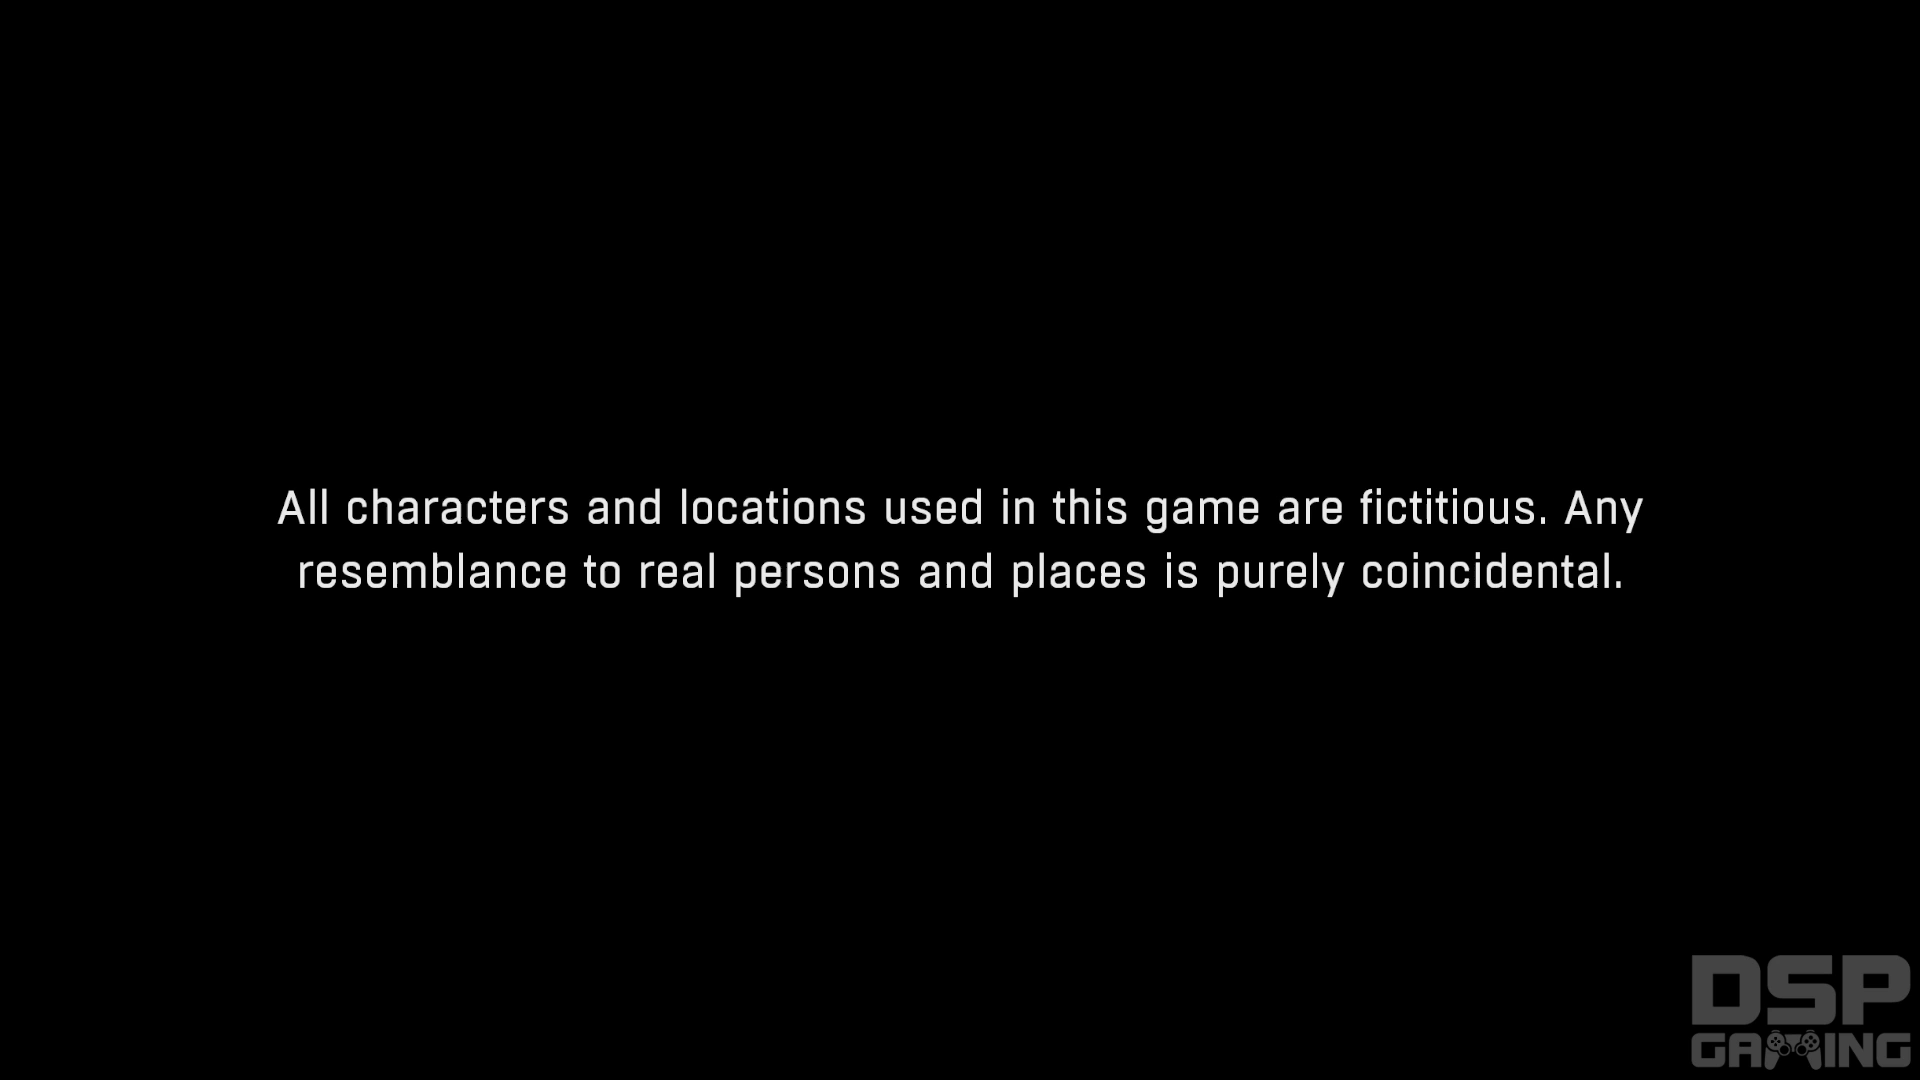 All characters and locations used in this game are fictitious. Any
resemblance to real persons and places is purely coincidental.
DSP
GAMING